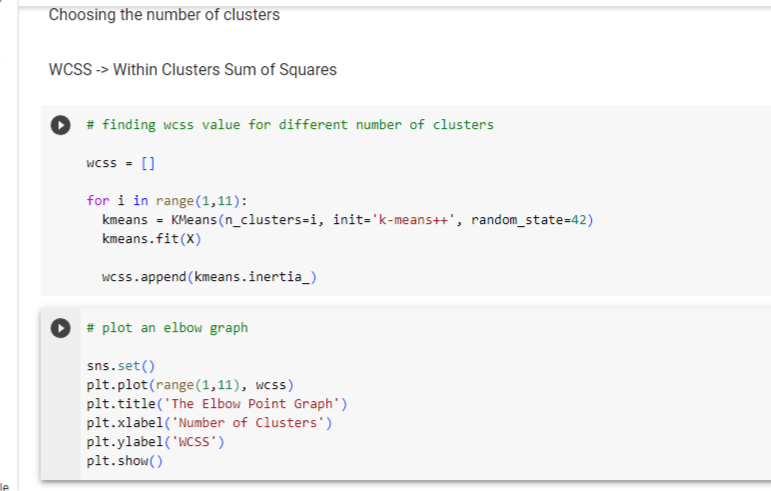 Choosing the number of clusters
WCSS -> Within Clusters Sum of Squares
# finding wcss value for different number of clusters
wcss = []
for i in range(1,11):
  kmeans = KMeans(n_clusters=i, init='k-means++', random_state=42)
  kmeans.fit(X)
  wcss.append(kmeans.inertia_)
# plot an elbow graph
sns.set()
plt.plot(range(1,11), wcss)
plt.title('The Elbow Point Graph')
plt.xlabel('Number of Clusters')
plt.ylabel('WCSS')
plt.show()
le